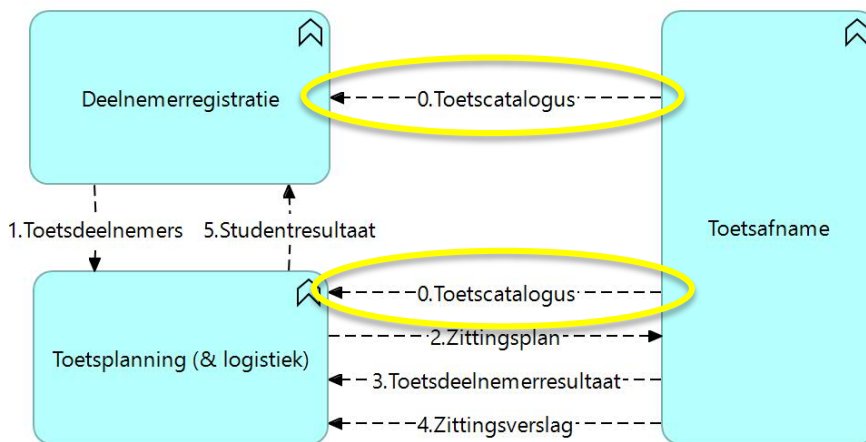 Deelnemerregistratie
0.Toetscatalogus
Toetsafname
1.Toetsdeelnemers
5.Studentresultaat
Toetsplanning (& logistiek)
0.Toetscatalogus
2.Zittingsplan
3.Toetsdeelnemerresultaat
4.Zittingsverslag